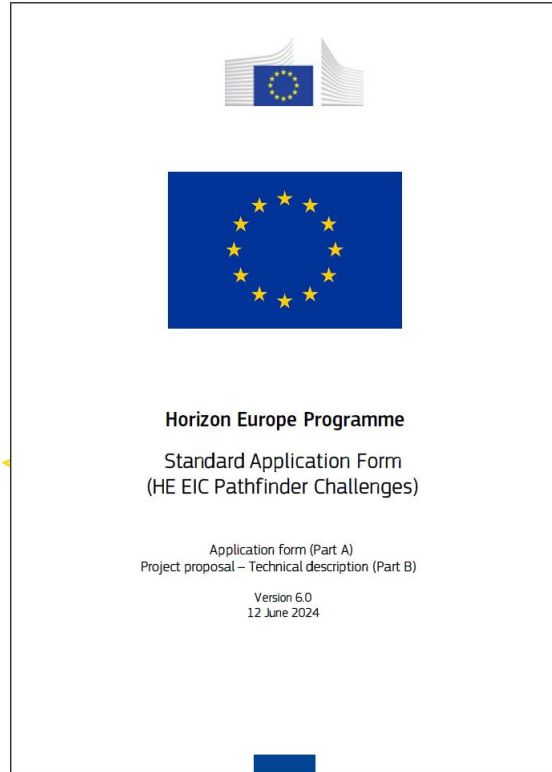 Horizon Europe Programme
Standard Application Form
(HE EIC Pathfinder Challenges)
Application form (Part A)
Project proposal – Technical description (Part B)
Version 6.0
12 June 2024